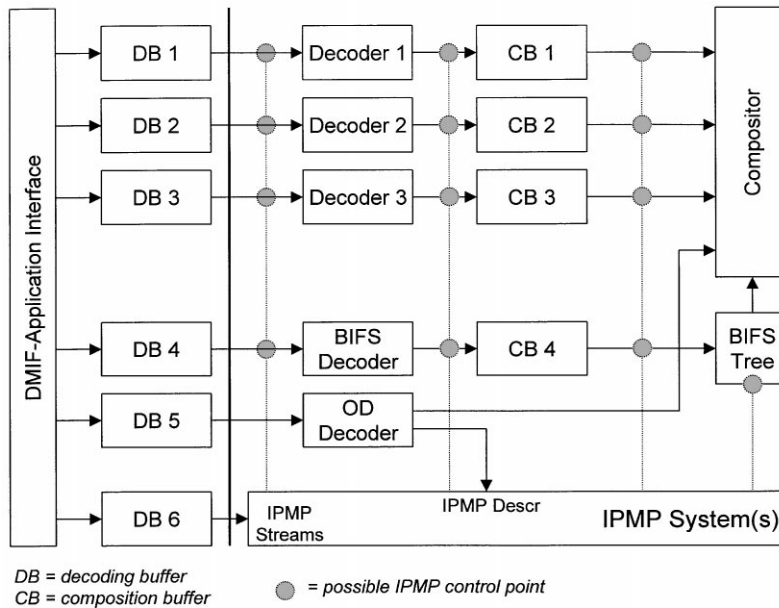 DMIF-Application Interface
DB 1
Decoder 1
CB 1
DB 2
Decoder 2
CB 2
DB 3
Decoder 3
CB 3
Compositor
DB 4
BIFS
Decoder
CB 4
BIFS
Tree
DB 5
OD
Decoder
DB 6
IPMP
Streams
IPMP Descr
IPMP System(s)
DB = decoding buffer
CB = composition buffer
= possible IPMP control point